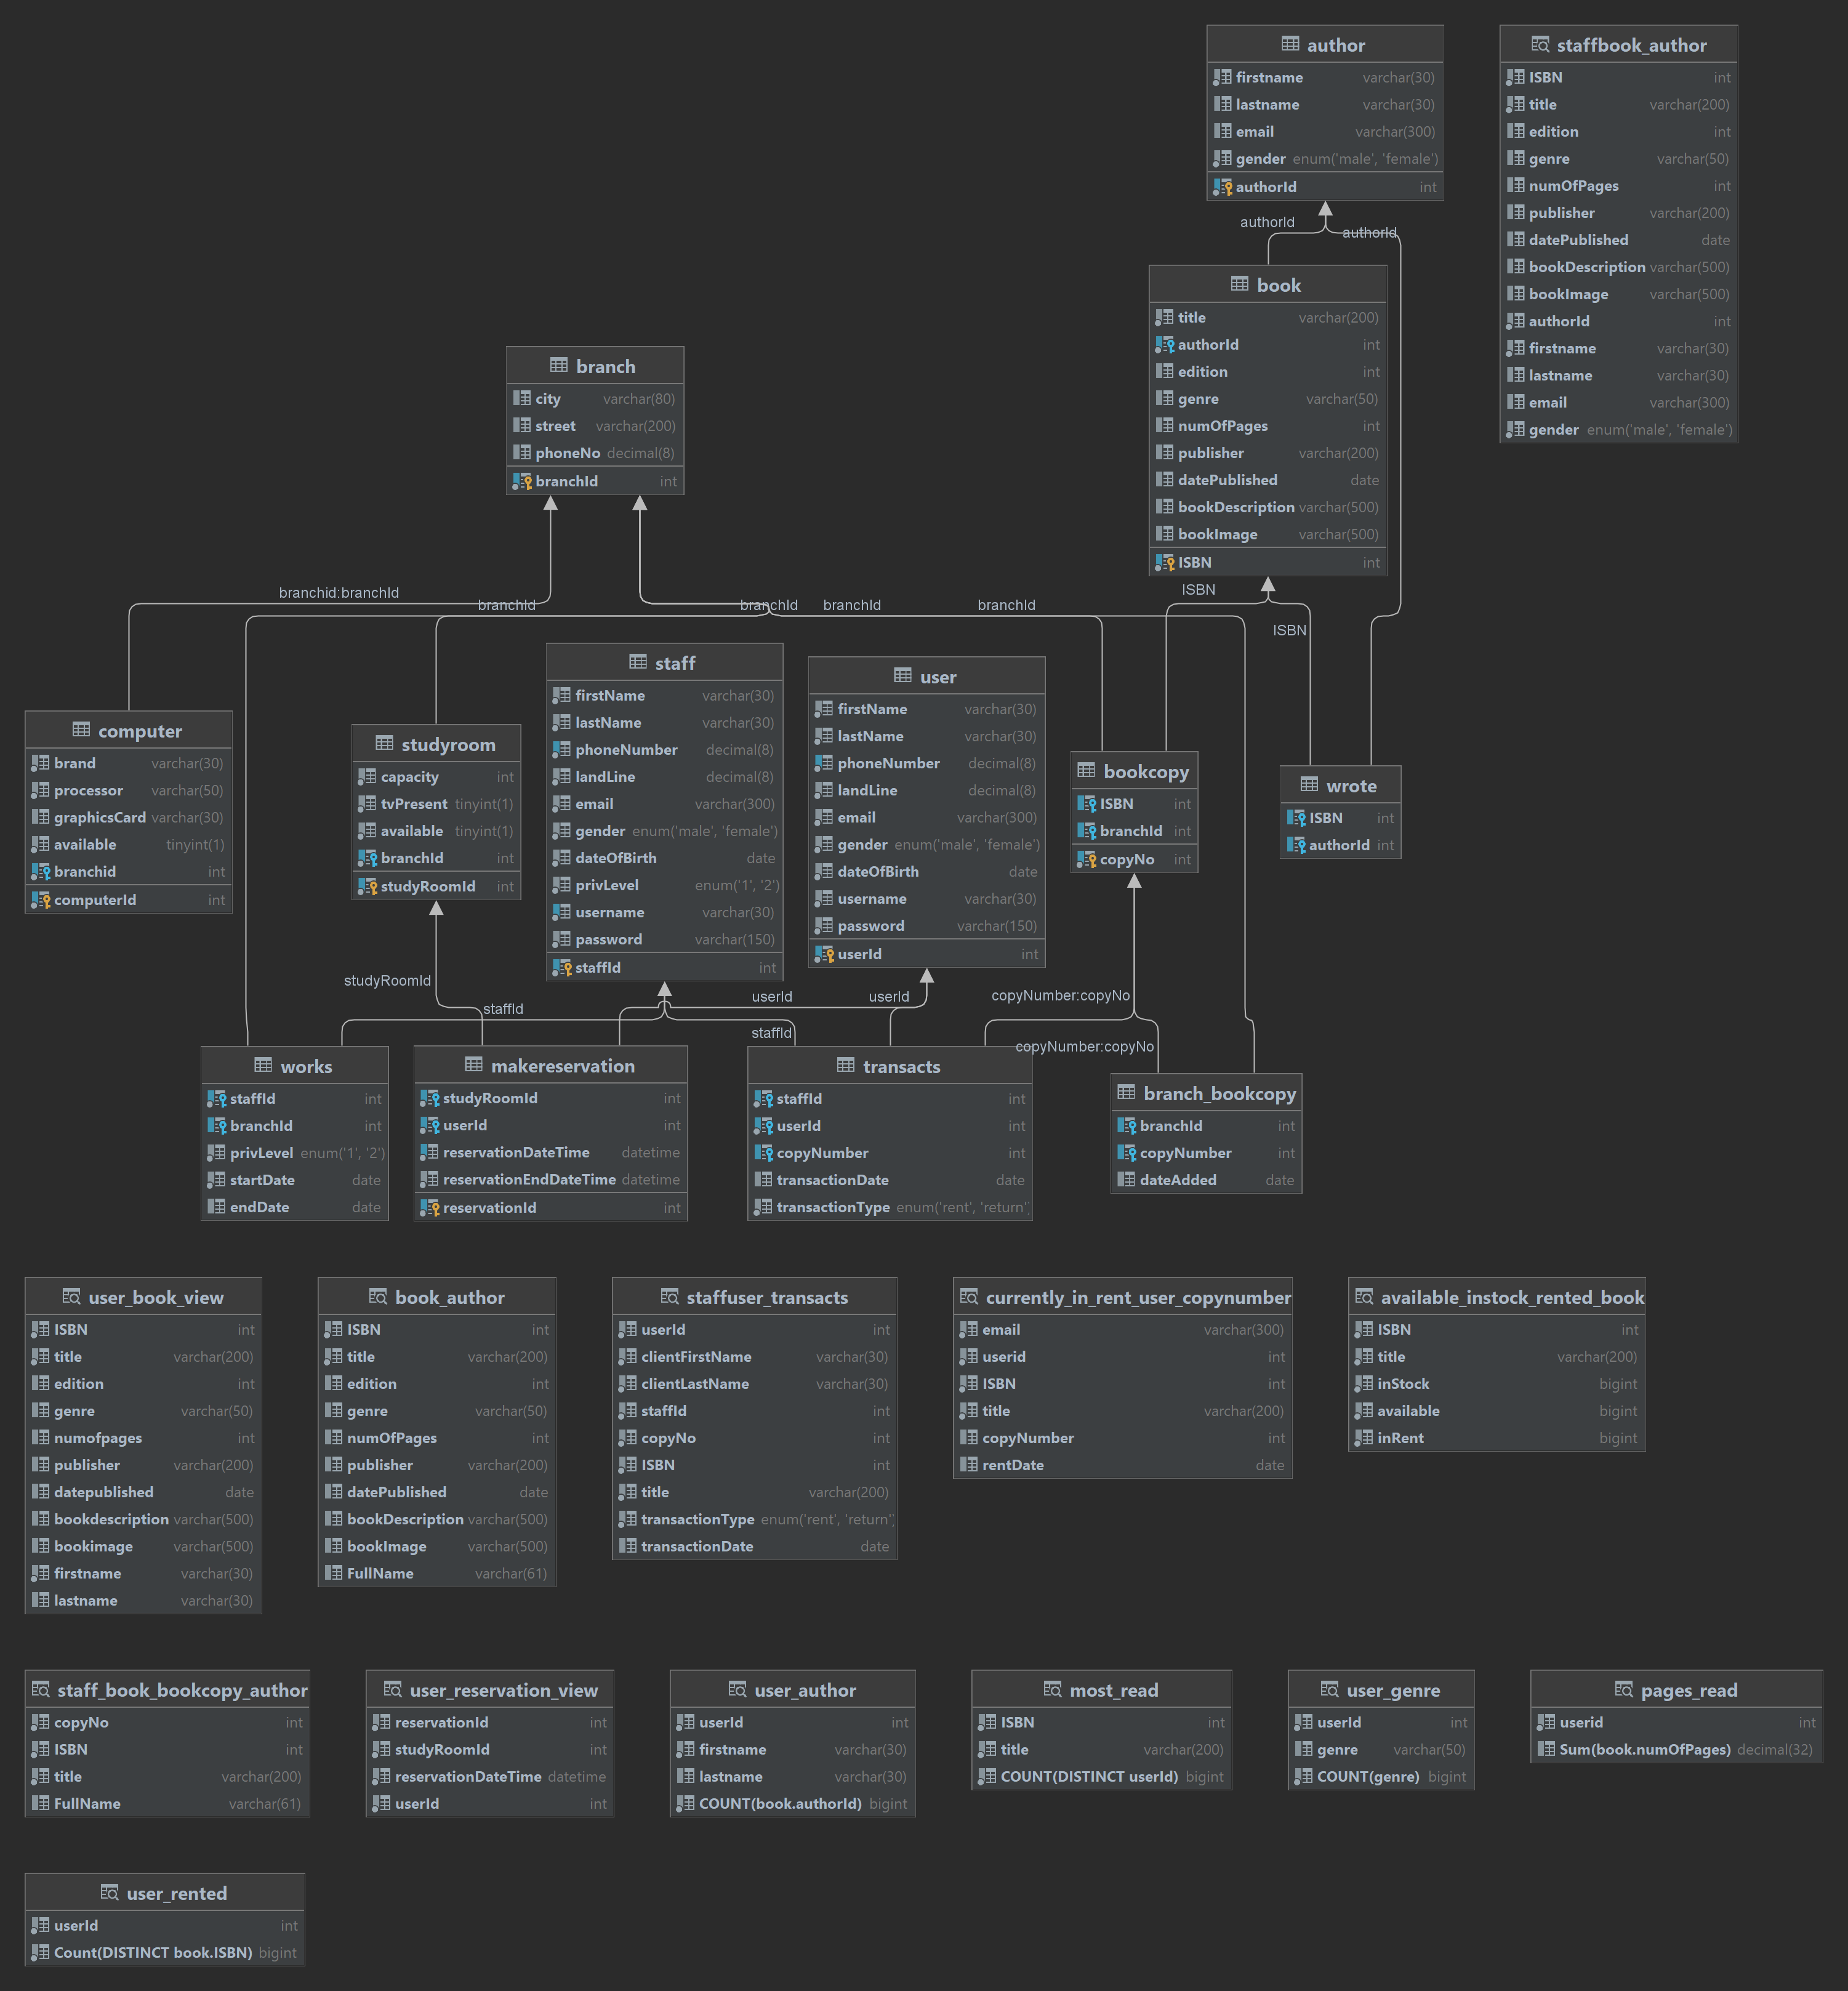 author
firstname varchar(30)
lastname varchar(30)
email varchar(300)
gender enum('male', 'female')
authorId int
staffbook_author
ISBN int
title varchar(200)
edition int
genre varchar(50)
numOfPages int
publisher varchar(200)
datePublished date
bookDescription varchar(500)
bookImage varchar(500)
authorId int
firstname varchar(30)
lastname varchar(30)
email varchar(300)
gender enum('male', 'female')
authorId
authorId
book
title varchar(200)
authorId int
edition int
genre varchar(50)
numOfPages int
publisher varchar(200)
datePublished date
bookDescription varchar(500)
bookImage varchar(500)
ISBN int
branch
city varchar(80)
street varchar(200)
phoneNo decimal(8)
branchId int
branchid:branchId
branchId
branchId
branchId
branchId
ISBN
ISBN
computer
brand varchar(30)
processor varchar(50)
graphicsCard varchar(30)
available tinyint(1)
branchid int
computerId int
studyroom
capacity int
tvPresent tinyint(1)
available tinyint(1)
branchId int
studyRoomId int
staff
firstName varchar(30)
lastName varchar(30)
phoneNumber decimal(8)
landLine decimal(8)
email varchar(300)
gender enum('male', 'female')
dateOfBirth date
privLevel enum('1', '2')
username varchar(30)
password varchar(150)
staffId int
user
firstName varchar(30)
lastName varchar(30)
phoneNumber decimal(8)
landLine decimal(8)
email varchar(300)
gender enum('male', 'female')
dateOfBirth date
username varchar(30)
password varchar(150)
userId int
bookcopy
ISBN int
branchId int
copyNo int
wrote
ISBN int
authorId int
studyRoomId
staffId
userId
userId
staffId
copyNumber:copyNo
copyNumber:copyNo
works
staffId int
branchId int
privLevel enum('1', '2')
startDate date
endDate date
makereservation
studyRoomId int
userId int
reservationDateTime datetime
reservationEndDateTime datetime
reservationId int
transacts
staffId int
userId int
copyNumber int
transactionDate date
transactionType enum('rent', 'return')
branch_bookcopy
branchId int
copyNumber int
dateAdded date
user_book_view
ISBN int
title varchar(200)
edition int
genre varchar(50)
numofpages int
publisher varchar(200)
datepublished date
bookdescription varchar(500)
bookimage varchar(500)
firstname varchar(30)
lastname varchar(30)
book_author
ISBN int
title varchar(200)
edition int
genre varchar(50)
numOfPages int
publisher varchar(200)
datePublished date
bookDescription varchar(500)
bookImage varchar(500)
FullName varchar(61)
staffuser_transacts
userId int
clientFirstName varchar(30)
clientLastName varchar(30)
staffId int
copyNo int
ISBN int
title varchar(200)
transactionType enum('rent', 'return')
transactionDate date
currently_in_rent_user_copynumber
email varchar(300)
userid int
ISBN int
title varchar(200)
copyNumber int
rentDate date
available_instock_rented_book
ISBN int
title varchar(200)
inStock bigint
available bigint
inRent bigint
staff_book_bookcopy_author
copyNo int
ISBN int
title varchar(200)
FullName varchar(61)
user_reservation_view
reservationId int
studyRoomId int
reservationDateTime datetime
userId int
user_author
userId int
firstname varchar(30)
lastname varchar(30)
COUNT(book.authorId) bigint
most_read
ISBN int
title varchar(200)
COUNT(DISTINCT userId) bigint
user_genre
userId int
genre varchar(50)
COUNT(genre) bigint
pages_read
userid int
Sum(book.numOfPages) decimal(32)
user_rented
userId int
Count(DISTINCT book.ISBN) bigint